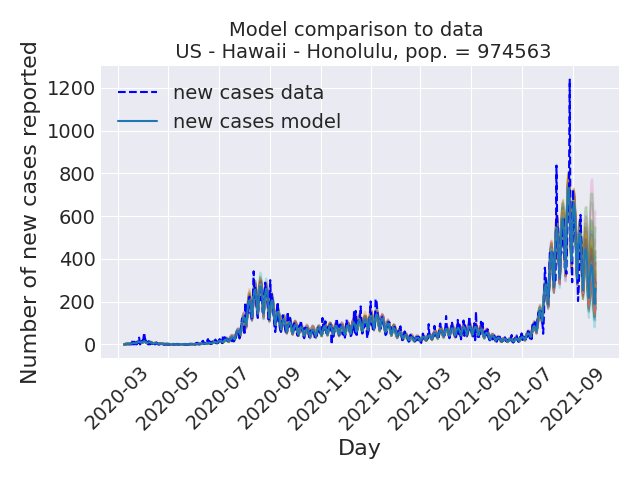 Model comparison to data
US - Hawaii - Honolulu, pop. = 974563
Number of new cases reported
1200
1000
800
600
400
200
0
new cases data
new cases model
2020-03
2020-05
2020-07
2020-09
2020-11
2021-01
2021-03
2021-05
2021-07
2021-09
Day